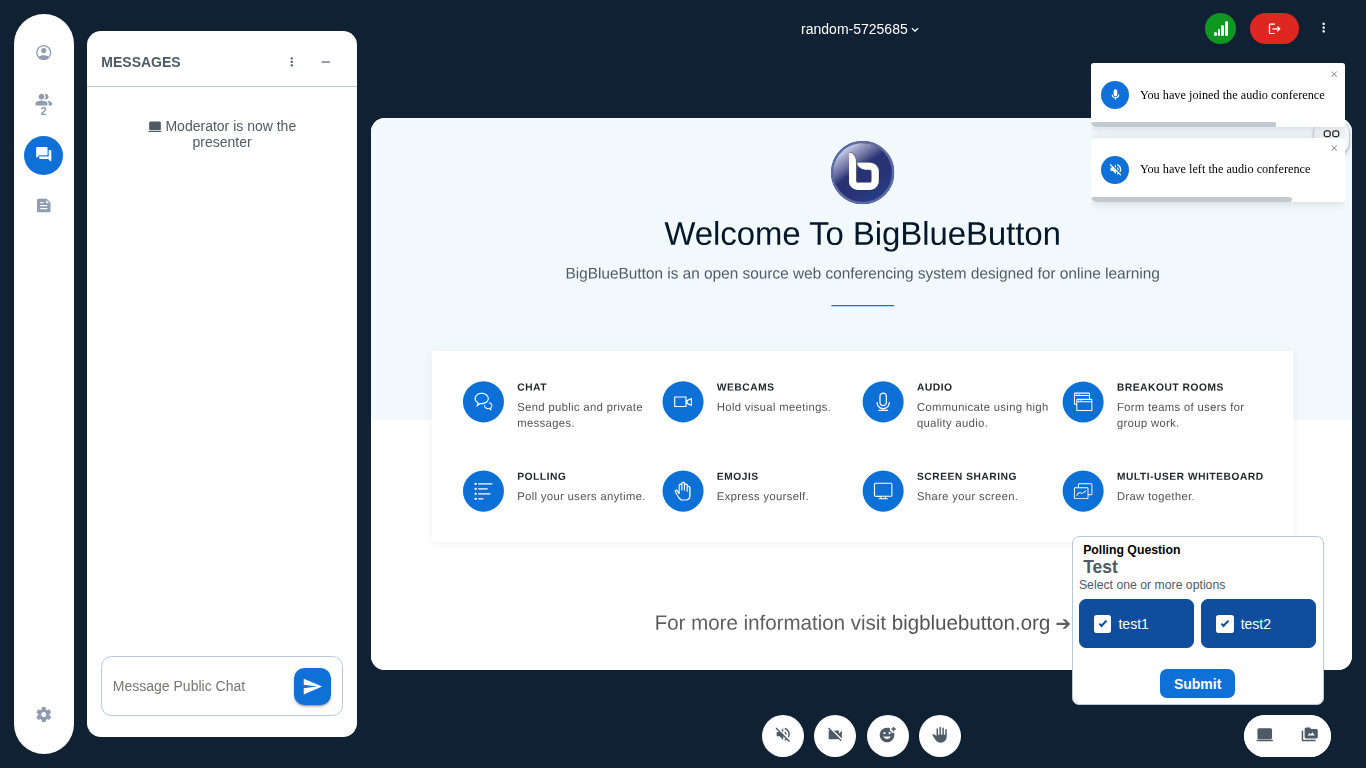 random-5725685
2
MESSAGES
Moderator is now the
presenter
Message Public Chat
You have joined the audio conference
You have left the audio conference
Welcome To BigBlueButton
BigBlueButton is an open source web conferencing system designed for online learning
CHAT
Send public and private
messages.
WEBCAMS
Hold visual meetings.
AUDIO
Communicate using high
quality audio.
BREAKOUT ROOMS
Form teams of users for
group work.
POLLING
Poll your users anytime.
EMOJIS
Express yourself.
SCREEN SHARING
Share your screen.
MULTI-USER WHITEBOARD
Draw together.
For more information visit bigbluebutton.org ➔
Polling Question
Test
Select one or more options
test1
test2
Submit